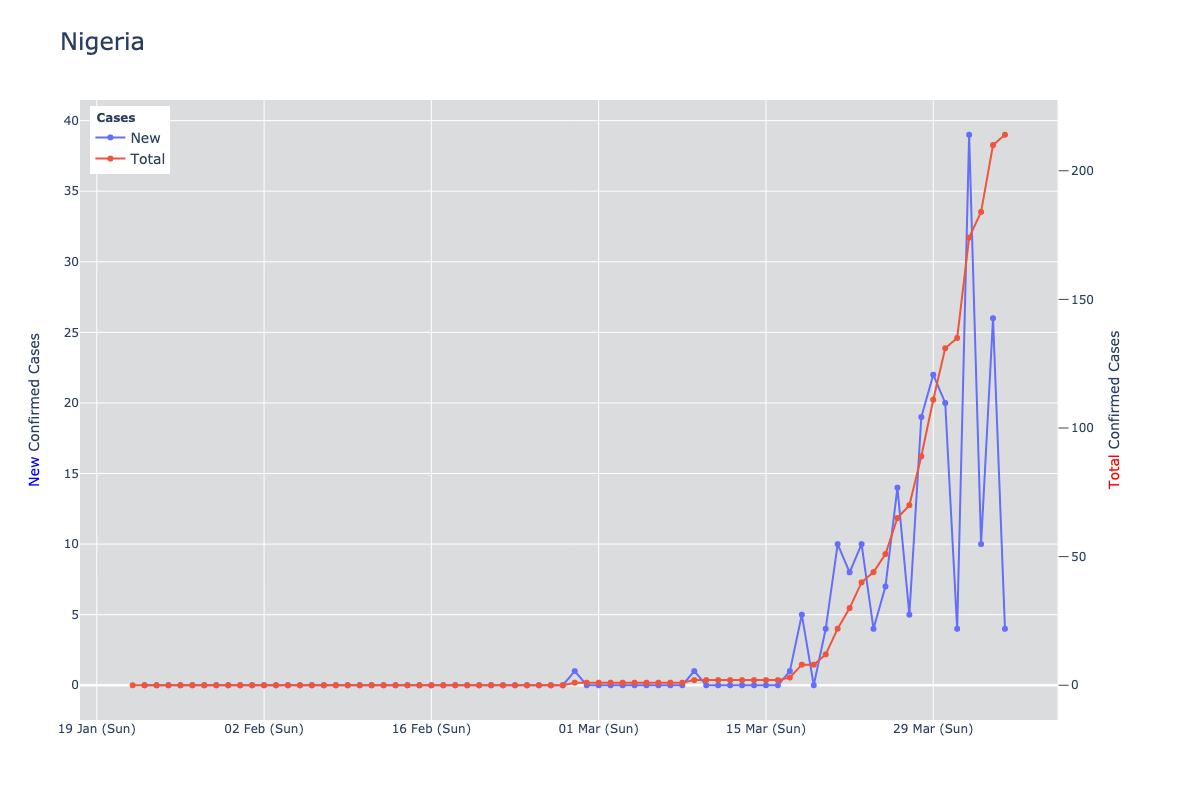 Nigeria
Cases
New
Total
40
35
30
25
20
15
10
5
0
New Confirmed Cases
200
150
100
50
0
Total Confirmed Cases
19 Jan (Sun)
02 Feb (Sun)
16 Feb (Sun)
01 Mar (Sun)
15 Mar (Sun)
29 Mar (Sun)